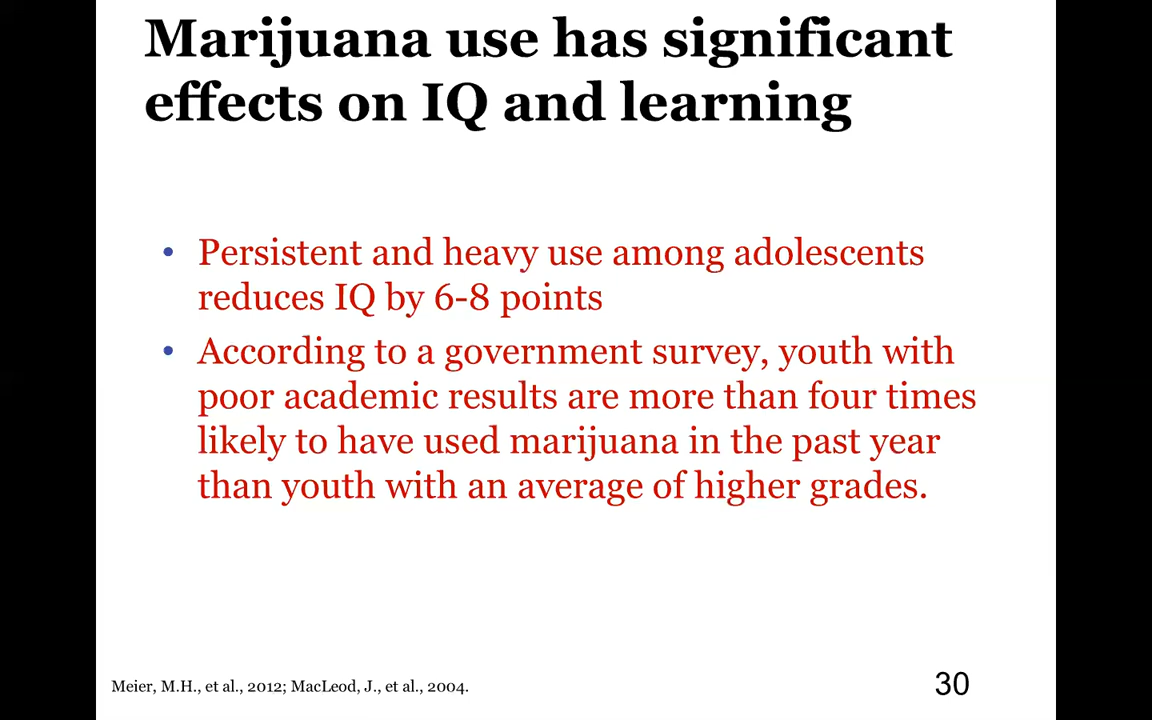 Marijuana use has significant
effects on IQ and learning
• Persistent and heavy use among adolescents
reduces IQ by 6-8 points
• According to a government survey, youth with
poor academic results are more than four times
likely to have used marijuana in the past year
than youth with an average of higher grades.
Meier, M.H., et al., 2012; MacLeod, J., et al., 2004.
30